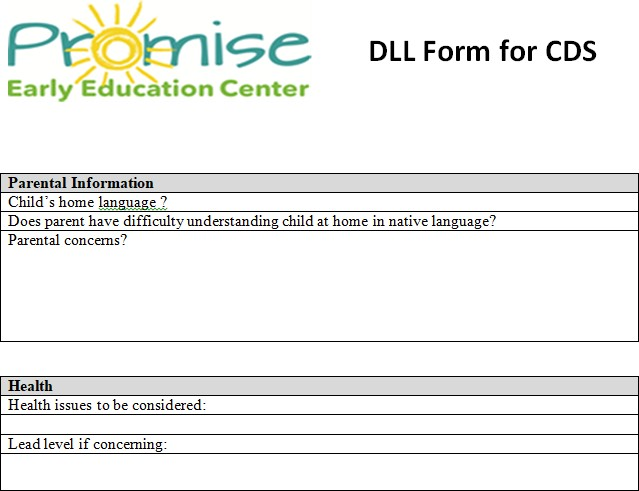 Promise
Early Education Center
DLL Form for CDS
Parental Information
Child's home language ?
Does parent have difficulty understanding child at home in native language?
Parental concerns?
Health
Health issues to be considered:
Lead level if concerning: